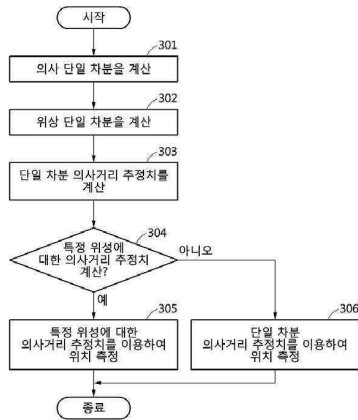 시작
301
의사 단일 차분을 계산
302
위상 단일 차분을 계산
303
단일 차분 의사거리 추정치를
계산
304
특정 위성에
대한 의사거리 추정치
계산?
아니오
예
305
특정 위성에 대한
의사거리 추정치를 이용하여
위치 측정
306
단일 차분
의사거리 추정치를 이용하여
위치 측정
종료